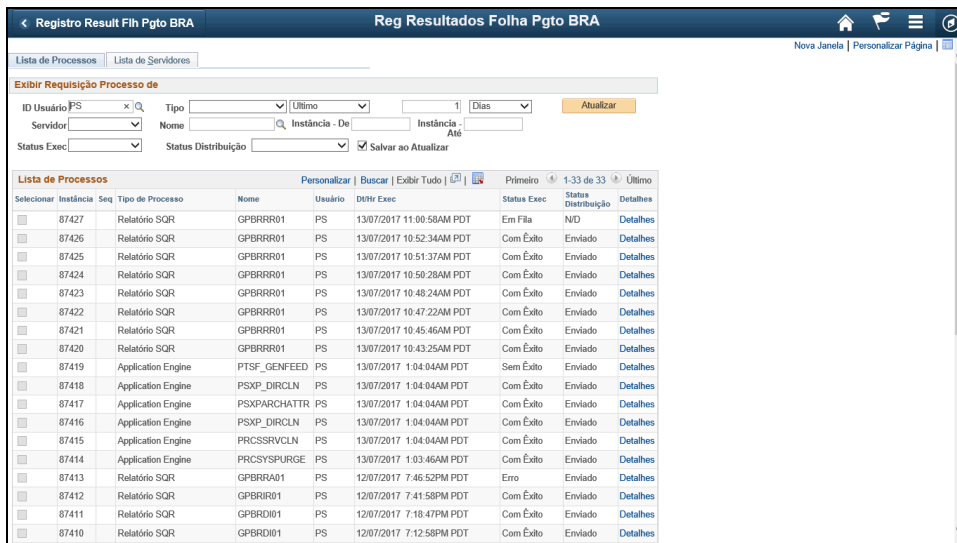 Registro Result Flh Pgto BRA
Reg Resultados Folha Pgto BRA
Nova Janela | Personalizar Página |
Lista de Processos Lista de Servidores
Exibir Requisição Processo de
ID Usuário PS × Tipo Ultimo 1 Dias Atualizar
Servidor Nome Instância - De Instância - Até
Status Exec Status Distribuição Salvar ao Atualizar
Lista de Processos Personalizar | Buscar | Exibir Tudo | | Primeiro 1-33 de 33 Último
Selecionar Instância Seq Tipo de Processo Nome Usuário Dt/Hr Exec Status Exec Status Distribuição Detalhes
87427 Relatório SQR GPBRRR01 PS 13/07/2017 11:00:58AM PDT Em Fila N/D Detalhes
87426 Relatório SQR GPBRRR01 PS 13/07/2017 10:52:34AM PDT Com Êxito Enviado Detalhes
87425 Relatório SQR GPBRRR01 PS 13/07/2017 10:51:37AM PDT Com Êxito Enviado Detalhes
87424 Relatório SQR GPBRRR01 PS 13/07/2017 10:50:28AM PDT Com Êxito Enviado Detalhes
87423 Relatório SQR GPBRRR01 PS 13/07/2017 10:48:24AM PDT Com Êxito Enviado Detalhes
87422 Relatório SQR GPBRRR01 PS 13/07/2017 10:47:22AM PDT Com Êxito Enviado Detalhes
87421 Relatório SQR GPBRRR01 PS 13/07/2017 10:45:46AM PDT Com Êxito Enviado Detalhes
87420 Relatório SQR GPBRRR01 PS 13/07/2017 10:43:25AM PDT Com Êxito Enviado Detalhes
87419 Application Engine PTSF_GENFEED PS 13/07/2017 1:04:04AM PDT Sem Êxito Enviado Detalhes
87418 Application Engine PSXP_DIRCLN PS 13/07/2017 1:04:04AM PDT Com Êxito Enviado Detalhes
87417 Application Engine PSXPARCHATTR PS 13/07/2017 1:04:04AM PDT Com Êxito Enviado Detalhes
87416 Application Engine PSXP_DIRCLN PS 13/07/2017 1:04:04AM PDT Com Êxito Enviado Detalhes
87415 Application Engine PRCSSRVCLN PS 13/07/2017 1:04:04AM PDT Com Êxito Enviado Detalhes
87414 Application Engine PRCSYSPURGE PS 13/07/2017 1:03:46AM PDT Com Êxito Enviado Detalhes
87413 Relatório SQR GPBRRA01 PS 12/07/2017 7:46:52PM PDT Erro Enviado Detalhes
87412 Relatório SQR GPBRIR01 PS 12/07/2017 7:41:58PM PDT Com Êxito Enviado Detalhes
87411 Relatório SQR GPBRDI01 PS 12/07/2017 7:18:47PM PDT Com Êxito Enviado Detalhes
87410 Relatório SQR GPBRDI01 PS 12/07/2017 7:12:58PM PDT Com Êxito Enviado Detalhes